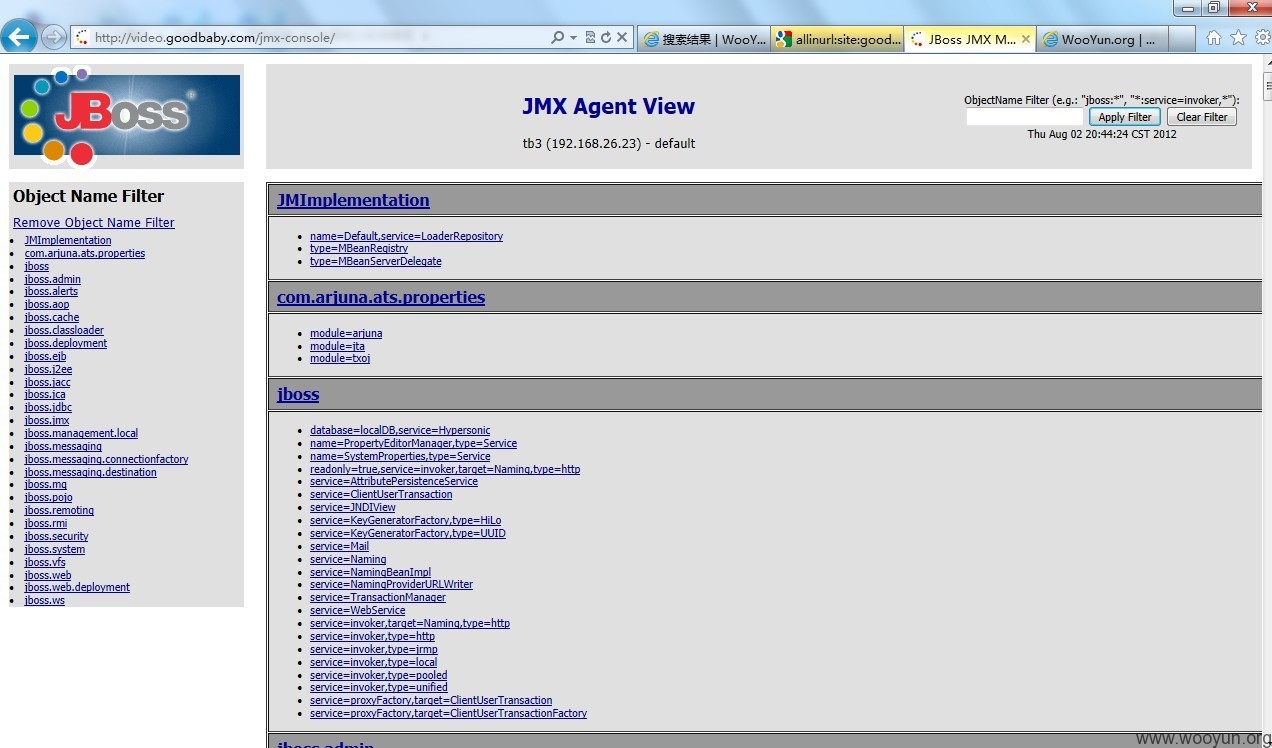 http://video.goodbaby.com/jmx-console/
搜索结果 | WooY...
allinurl:site:good...
JBoss JMX M...
WooYun.org | ...
JBoss
JMX Agent View
tb3 (192.168.26.23) - default
ObjectName Filter (e.g.: "jboss:*", "*:service=invoker,*"):
Apply Filter
Clear Filter
Thu Aug 02 20:44:24 CST 2012
Object Name Filter
Remove Object Name Filter
JMImplementation
com.arjuna.ats.properties
jboss
jboss.admin
jboss.alerts
jboss.aop
jboss.cache
jboss.classloader
jboss.deployment
jboss.ejb
jboss.j2ee
jboss.jacc
jboss.jca
jboss.jdbc
jboss.jmx
jboss.management.local
jboss.messaging
jboss.messaging.connectionfactory
jboss.messaging.destination
jboss.mq
jboss.pojo
jboss.remoting
jboss.rmi
jboss.security
jboss.system
jboss.vfs
jboss.web
jboss.web.deployment
jboss.ws
JMImplementation
name=Default,service=LoaderRepository
type=MBeanRegistry
type=MBeanServerDelegate
com.arjuna.ats.properties
module=arjuna
module=jta
module=txoj
jboss
database=localDB,service=Hypersonic
name=PropertyEditorManager,type=Service
name=SystemProperties,type=Service
readonly=true,service=invoker,target=Naming,type=http
service=AttributePersistenceService
service=ClientUserTransaction
service=JNDIView
service=KeyGeneratorFactory,type=HiLo
service=KeyGeneratorFactory,type=UUID
service=Mail
service=Naming
service=NamingBeanImpl
service=NamingProviderURLWriter
service=TransactionManager
service=WebService
service=invoker,target=Naming,type=http
service=invoker,type=http
service=invoker,type=jrmp
service=invoker,type=local
service=invoker,type=pooled
service=invoker,type=unified
service=proxyFactory,target=ClientUserTransaction
service=proxyFactory,target=ClientUserTransactionFactory
jboss.admin
www.wooyun.org